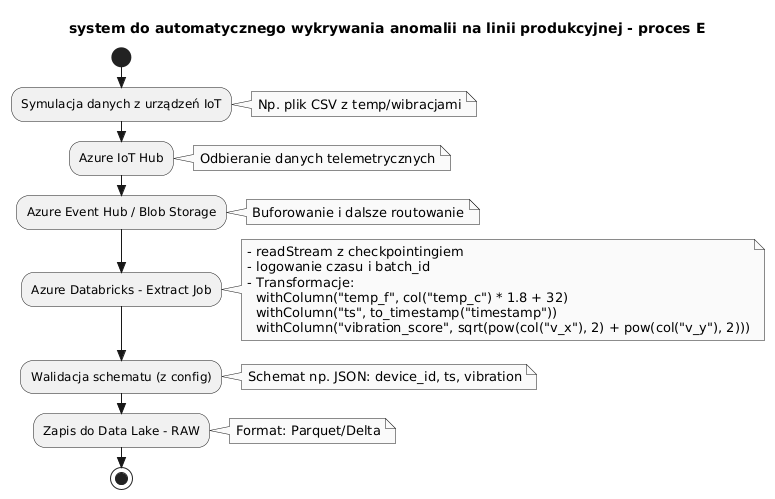 system do automatycznego wykrywania anomalii na linii produkcyjnej - proces E
Symulacja danych z urządzeń IoT
Np. plik CSV z temp/wibracjami
Azure IoT Hub
Odbieranie danych telemetrycznych
Azure Event Hub / Blob Storage
Buforowanie i dalsze routowanie
Azure Databricks - Extract Job
- readStream z checkpointingiem
- logowanie czasu i batch_id
- Transformacje:
withColumn("temp_f", col("temp_c") * 1.8 + 32)
withColumn("ts", to_timestamp("timestamp"))
withColumn("vibration_score", sqrt(pow(col("v_x"), 2) + pow(col("v_y"), 2)))
Walidacja schematu (z config)
Schemat np. JSON: device_id, ts, vibration
Zapis do Data Lake - RAW
Format: Parquet/Delta